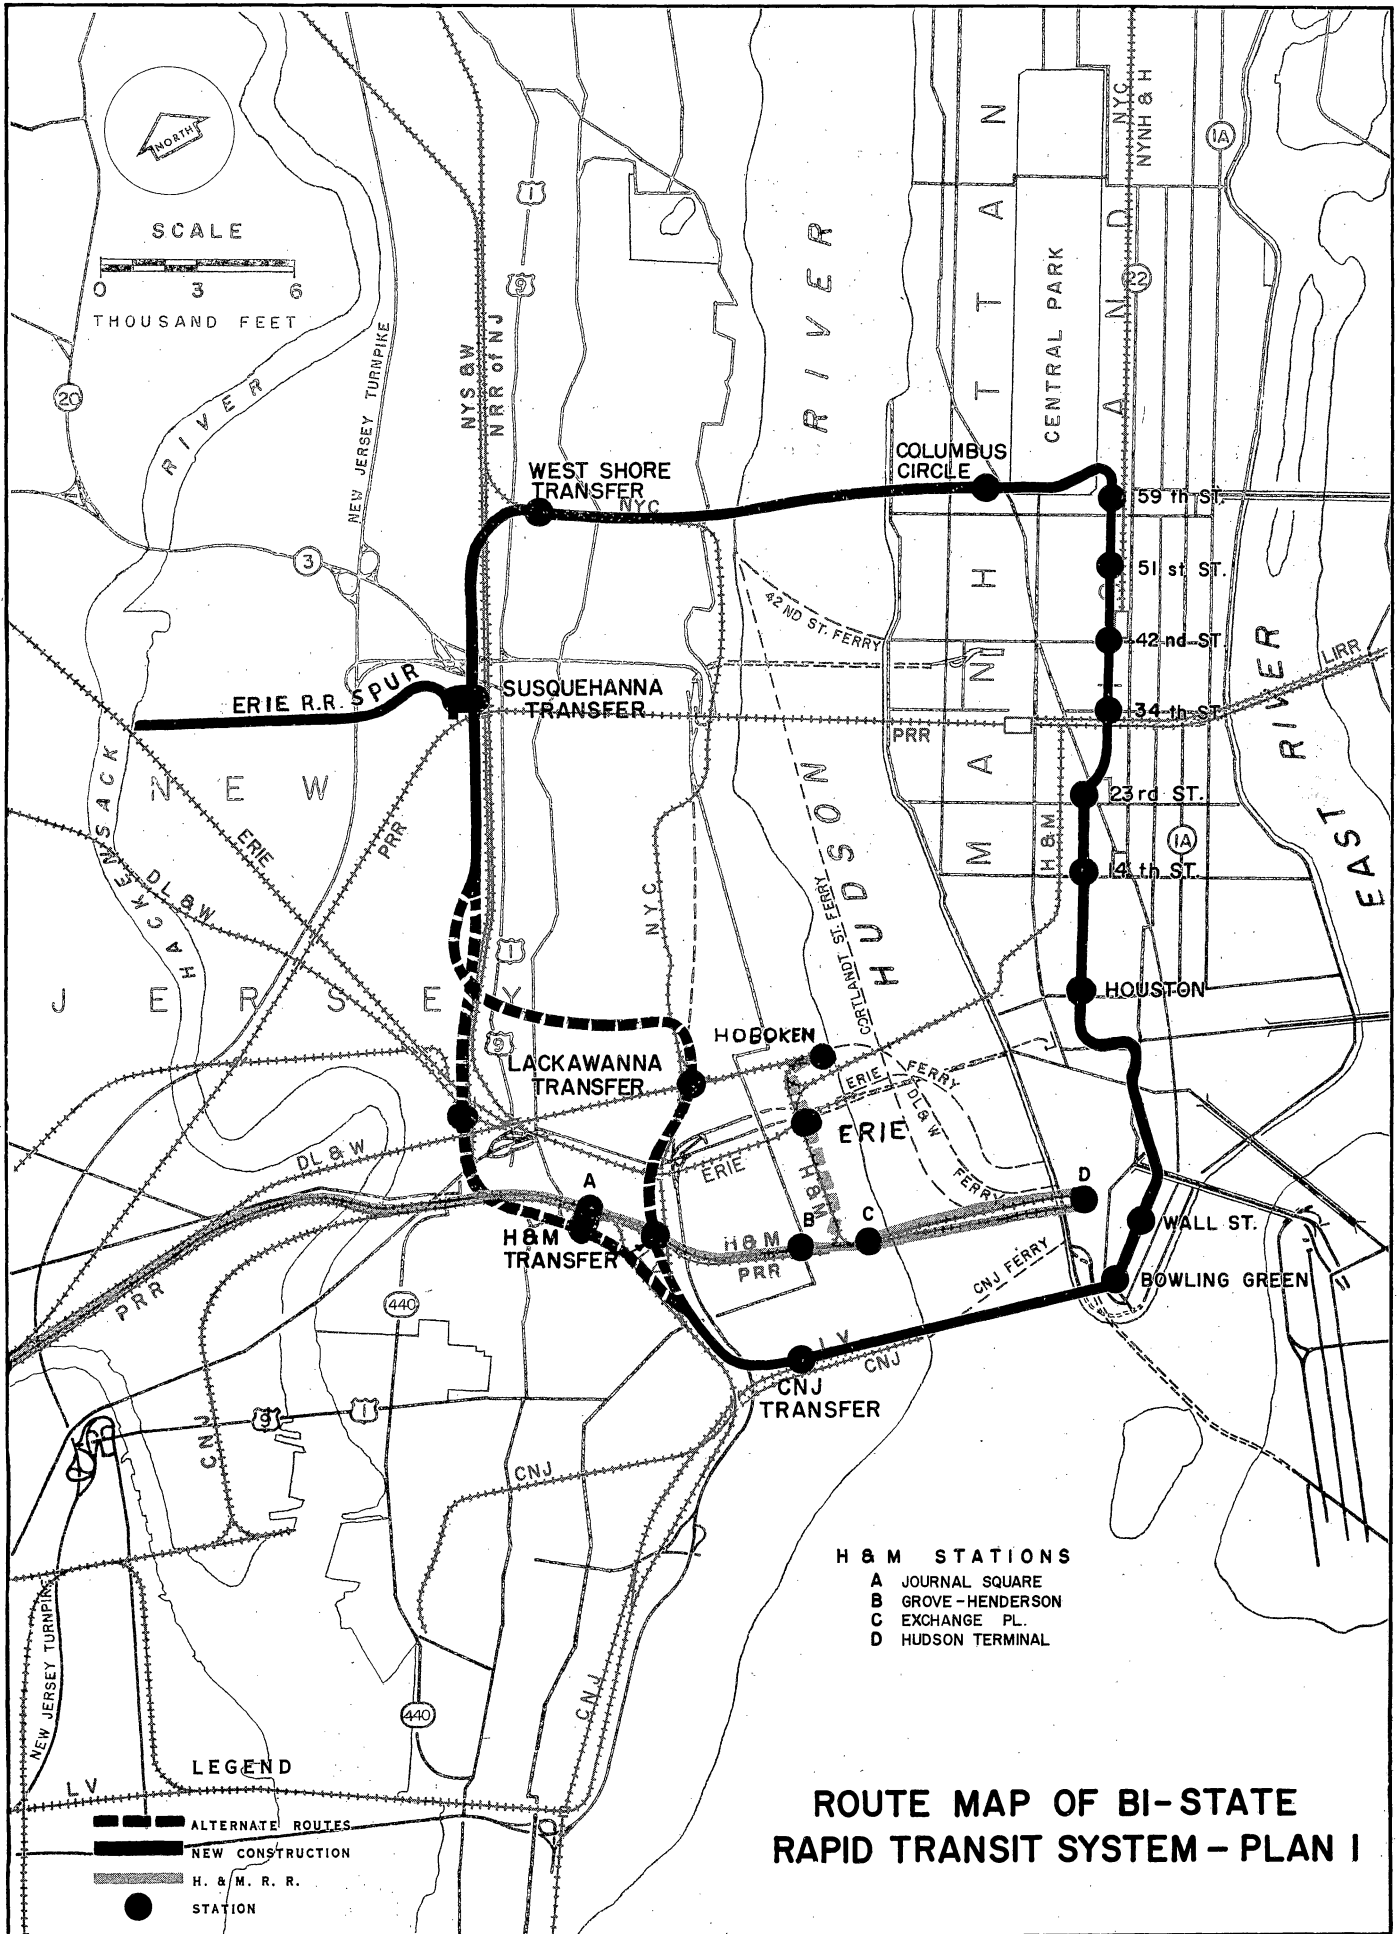 NORTH
SCALE
0 3 6
THOUSAND FEET
20
RIVER
NEW JERSEY TURNPIKE
NYS & W
NRR of NJ
1
9
RIVER
MANHATTAN
CENTRAL PARK
NYC
NYNH & H
1A
22
AND
COLUMBUS
CIRCLE
WEST SHORE
TRANSFER
NYC
59 th ST.
51 st ST.
42 nd ST.
34 th ST.
23 rd ST.
14 th ST.
HOUSTON
3
42 ND ST. FERRY
ERIE R.R. SPUR
SUSQUEHANNA
TRANSFER
PRR
LIRR
EAST RIVER
HACKENSACK
NEW
JERSEY
ERIE
PRR
DL & W
NYC
HUDSON
CORTLANDT ST. FERRY
H & M
1A
1
9
HOBOKEN
LACKAWANNA
TRANSFER
ERIE FERRY
DL & W
FERRY
ERIE
ERIE
DL & W
H & M
A
B
C
D
H & M
TRANSFER
H & M
PRR
WALL ST.
BOWLING GREEN
CNJ FERRY
LV
CNJ
CNJ
TRANSFER
PRR
440
9
1
CNJ
CNJ
H & M STATIONS
A JOURNAL SQUARE
B GROVE-HENDERSON
C EXCHANGE PL.
D HUDSON TERMINAL
NEW JERSEY TURNPIKE
CNJ
440
LV
LEGEND
ALTERNATE ROUTES
NEW CONSTRUCTION
H. & M. R. R.
STATION
ROUTE MAP OF BI-STATE
RAPID TRANSIT SYSTEM - PLAN I